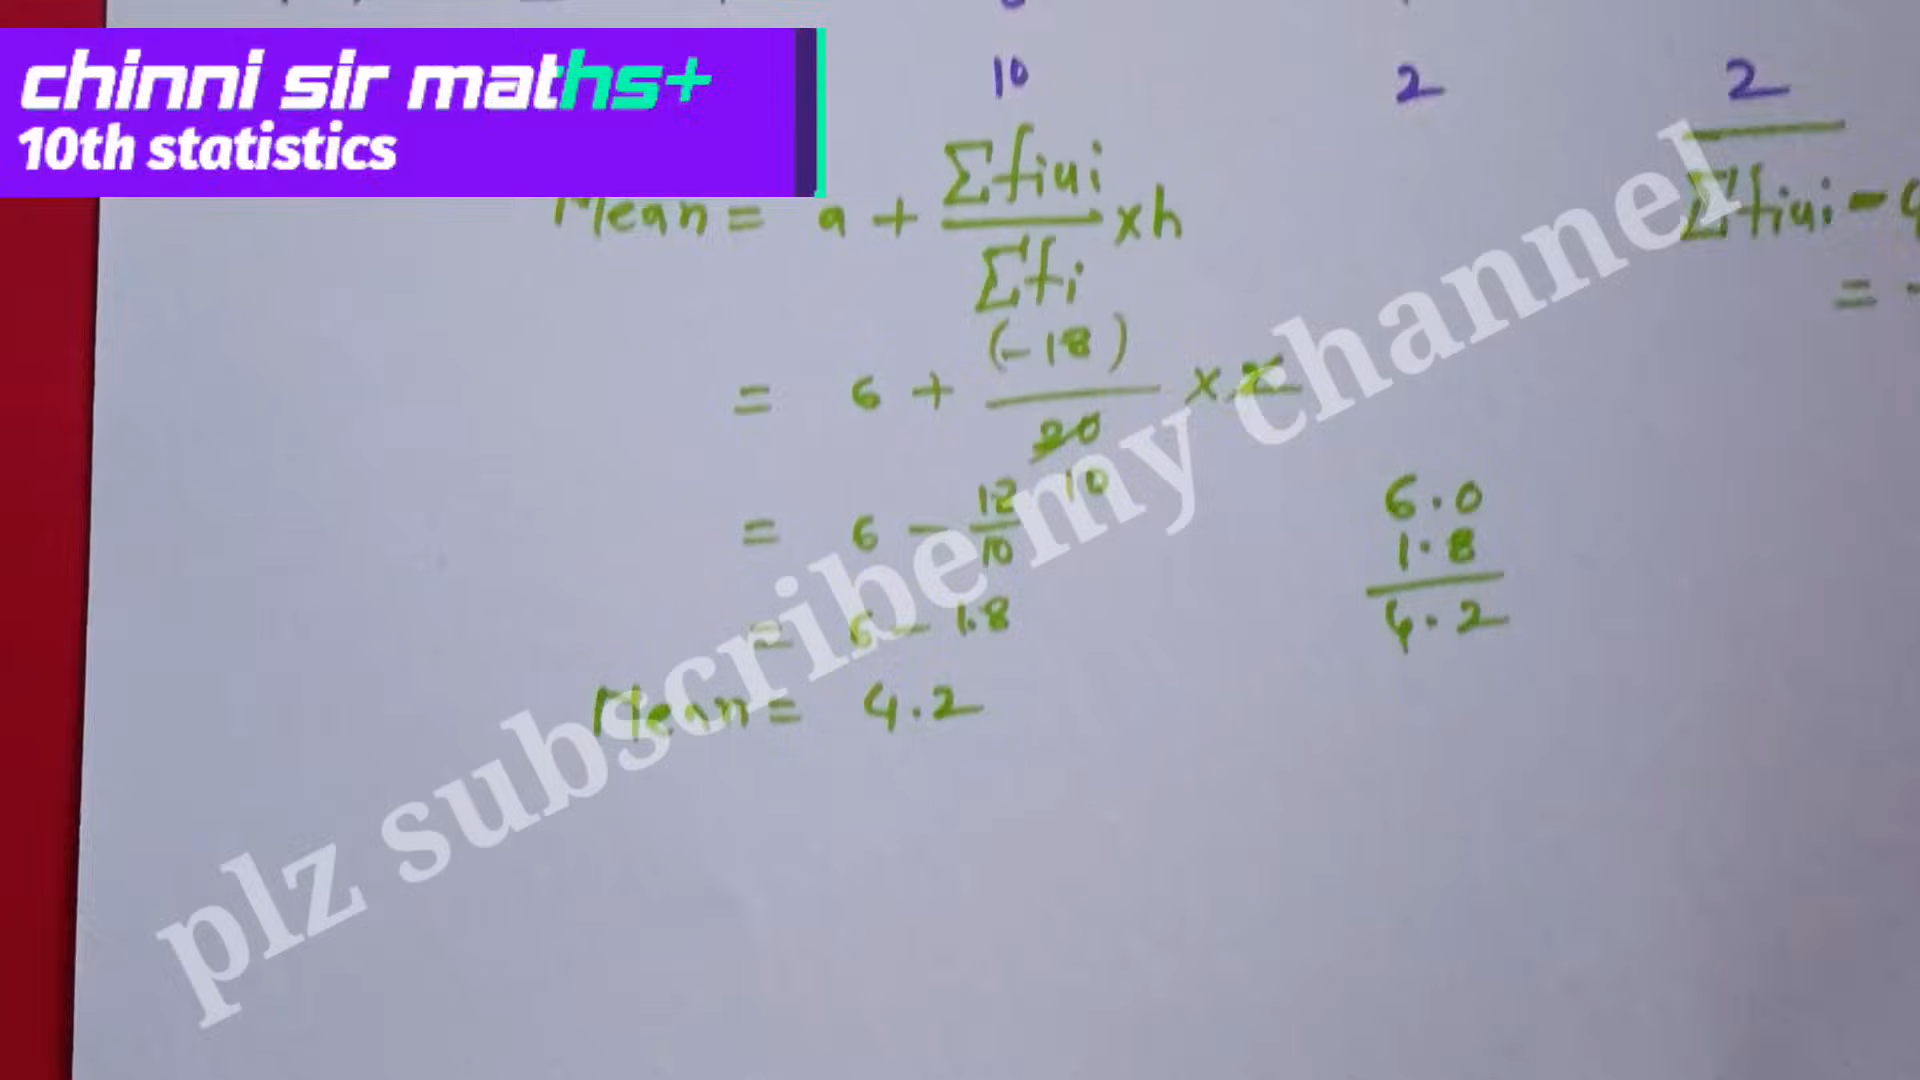 chinni sir maths+
10th statistics
10 2 2
Mean = a + Σfiui / Σfi × h
Σfiui = -
=
= 6 + (-18) / 20 × 2
10
= 6 - 18 / 10
= 6 - 1.8
Mean = 4.2
6.0
1.8
4.2
plz subscribe my channel